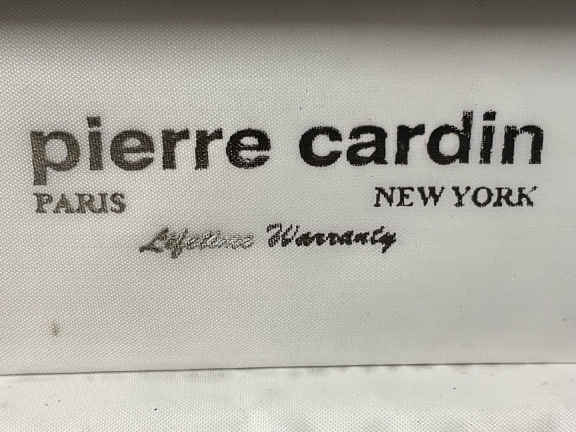 pierre cardin
PARIS NEW YORK
Lifetime Warranty